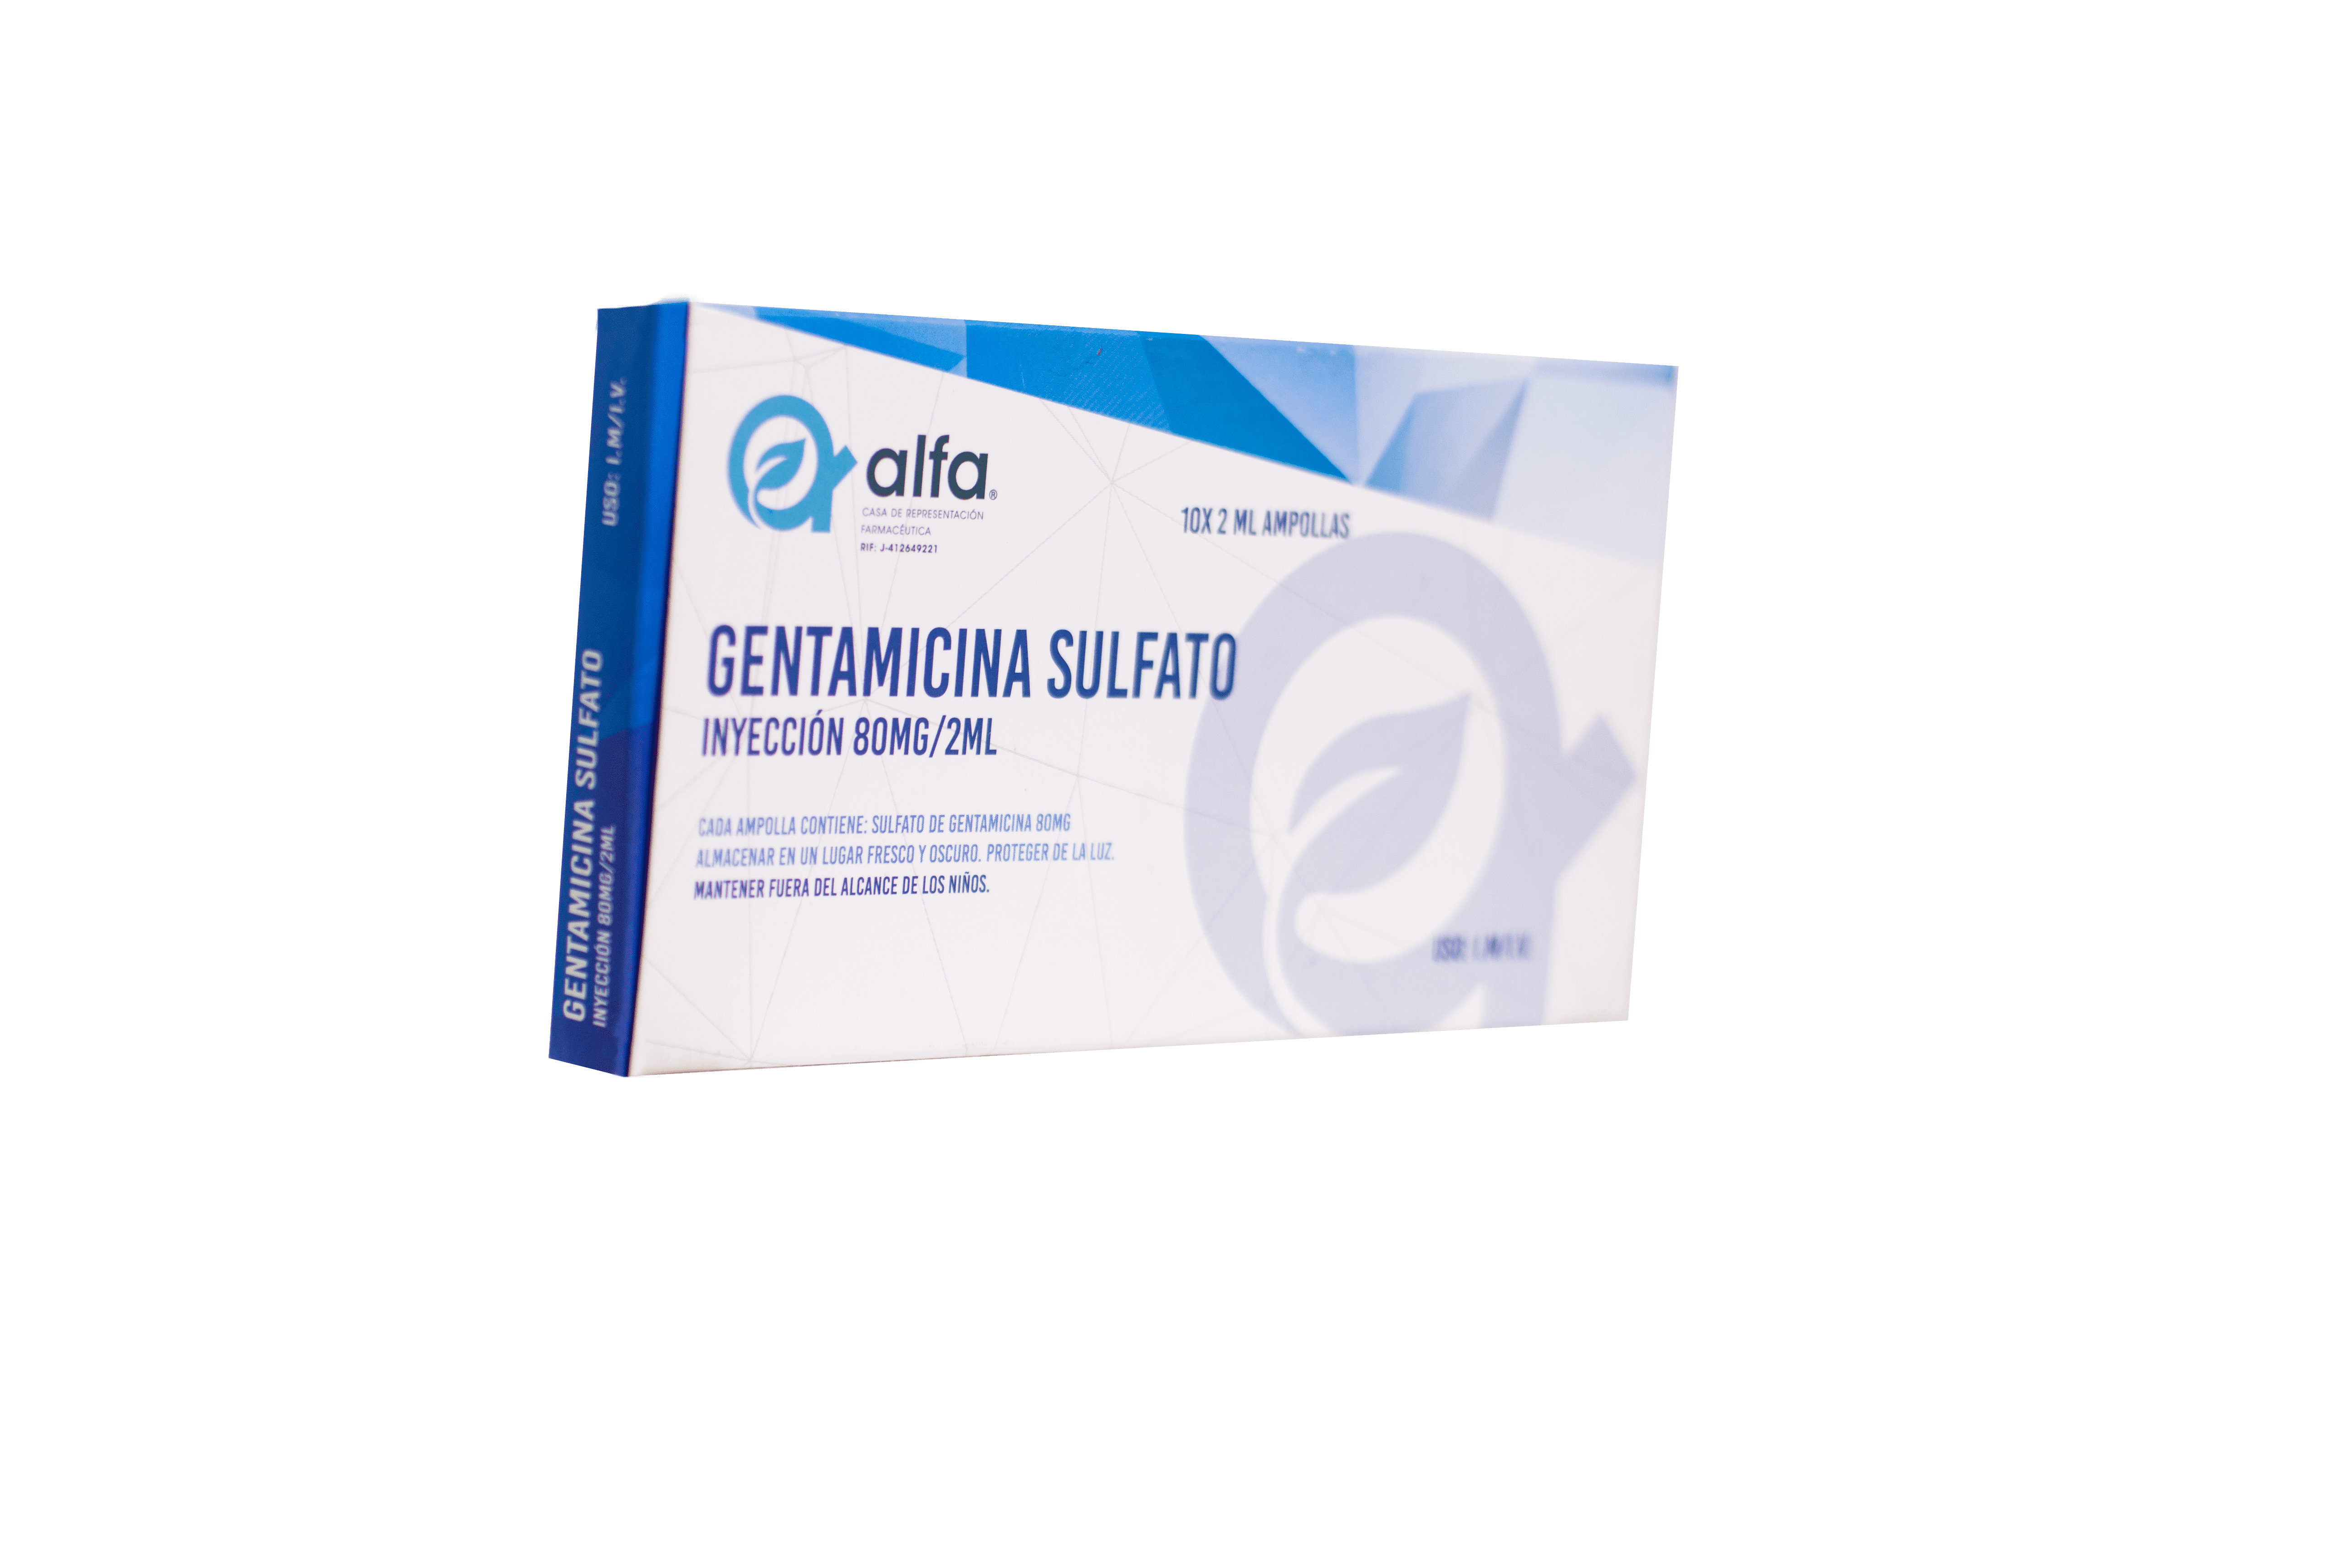 alfa®
CASA DE REPRESENTACIÓN
FARMACÉUTICA
RIF: J-412649221
10X 2 ML AMPOLLAS
GENTAMICINA SULFATO
INYECCIÓN 80MG/2ML
CADA AMPOLLA CONTIENE: SULFATO DE GENTAMICINA 80MG
ALMACENAR EN UN LUGAR FRESCO Y OSCURO. PROTEGER DE LA LUZ.
MANTENER FUERA DEL ALCANCE DE LOS NIÑOS.
USO: I.M/I.V.
GENTAMICINA SULFATO
INYECCIÓN 80MG/2ML
USO: I.M/I.V.